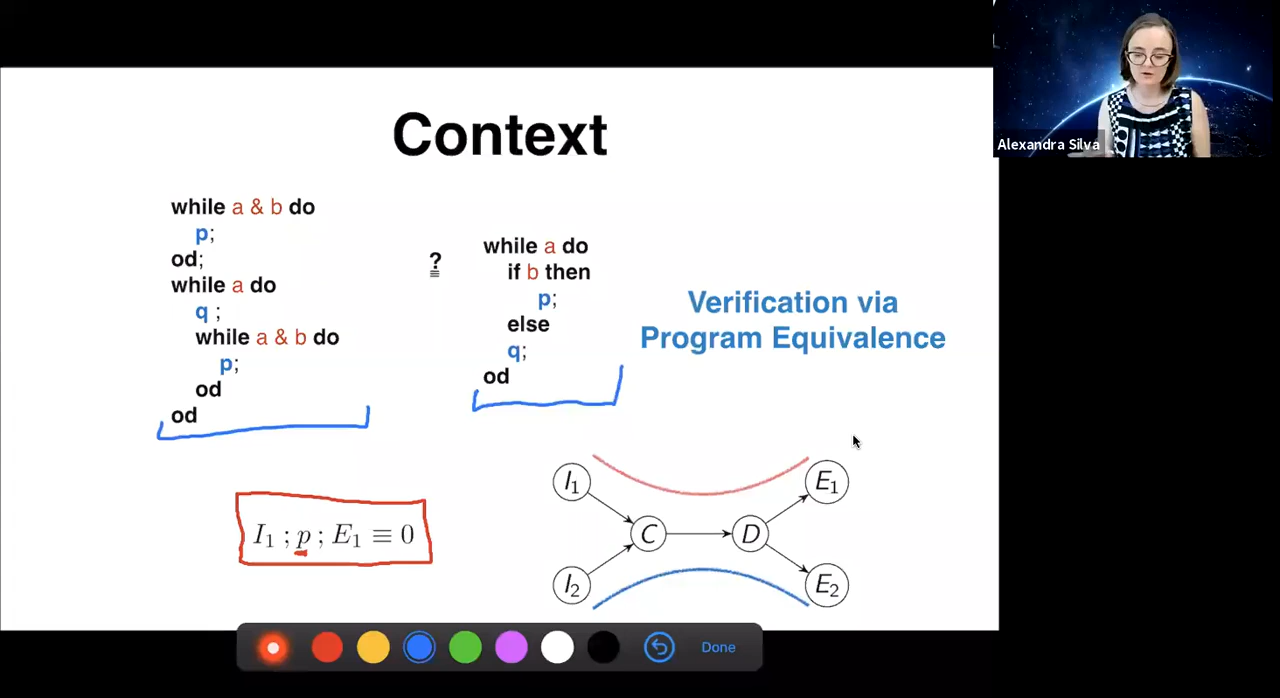 Alexandra Silva
Context
while a & b do
p;
od;
while a do
q ;
while a & b do
p;
od
od
?
≡
while a do
if b then
p;
else
q;
od
Verification via
Program Equivalence
I₁ ; p ; E₁ ≡ 0
I₁
E₁
C
D
I₂
E₂
Done